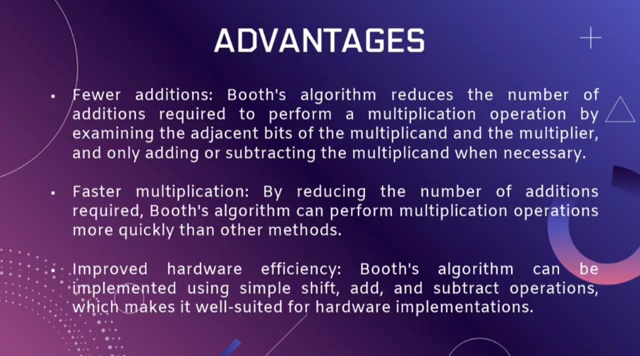 ADVANTAGES
▪ Fewer additions: Booth's algorithm reduces the number of
additions required to perform a multiplication operation by
examining the adjacent bits of the multiplicand and the multiplier,
and only adding or subtracting the multiplicand when necessary.
▪ Faster multiplication: By reducing the number of additions
required, Booth's algorithm can perform multiplication operations
more quickly than other methods.
▪ Improved hardware efficiency: Booth's algorithm can be
implemented using simple shift, add, and subtract operations,
which makes it well-suited for hardware implementations.